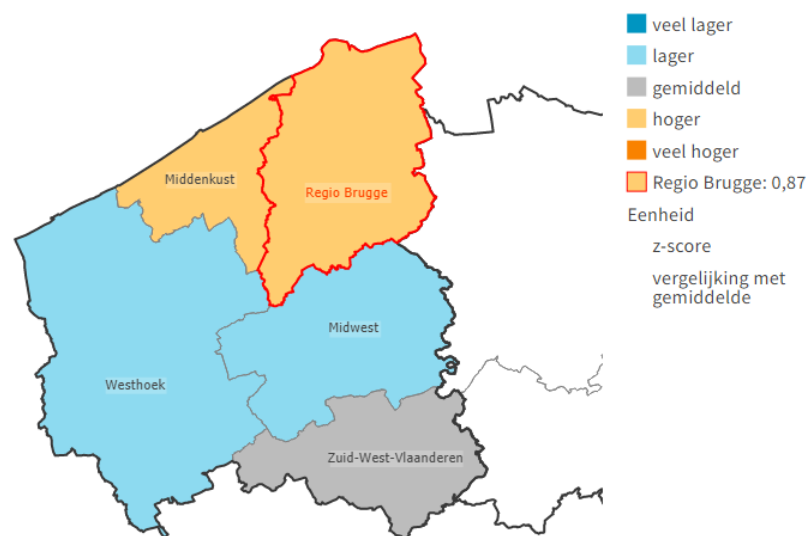 veel lager
lager
gemiddeld
hoger
veel hoger
Regio Brugge: 0,87
Eenheid
z-score
vergelijking met
gemiddelde
Middenkust
Regio Brugge
Midwest
Westhoek
Zuid-West-Vlaanderen